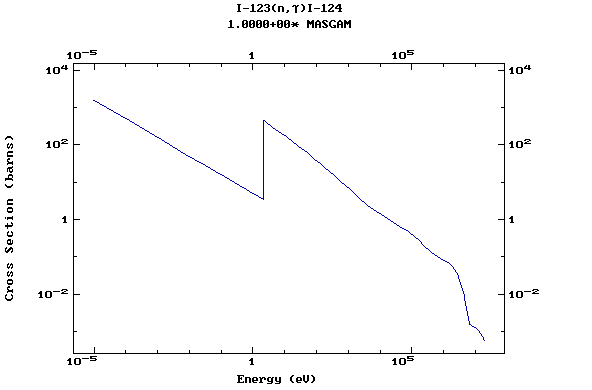 I-123(n,γ)I-124
1.0000+00* MASGAM
10⁻⁵ 1 10⁵
10⁴ 10⁴
10² 10²
1 1
10⁻² 10⁻²
Cross Section (barns)
10⁻⁵ 1 10⁵
Energy (eV)